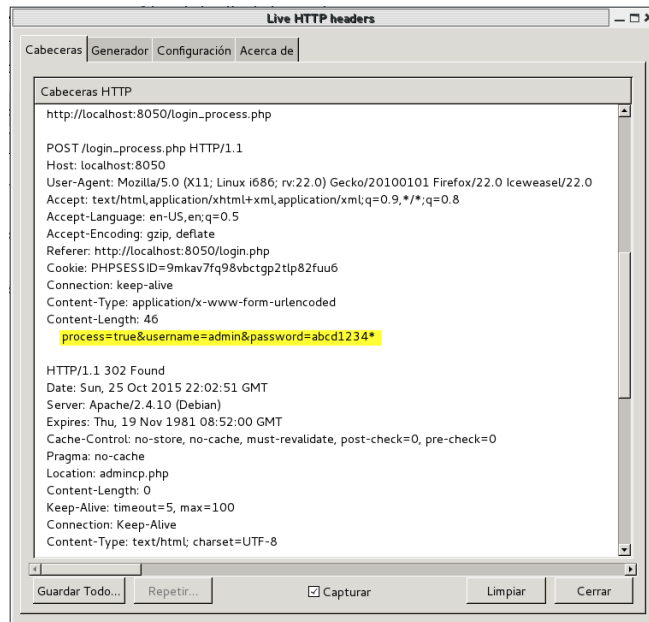 Live HTTP headers
Cabeceras Generador Configuración Acerca de
Cabeceras HTTP
http://localhost:8050/login_process.php
POST /login_process.php HTTP/1.1
Host: localhost:8050
User-Agent: Mozilla/5.0 (X11; Linux i686; rv:22.0) Gecko/20100101 Firefox/22.0 Iceweasel/22.0
Accept: text/html,application/xhtml+xml,application/xml;q=0.9,*/*;q=0.8
Accept-Language: en-US,en;q=0.5
Accept-Encoding: gzip, deflate
Referer: http://localhost:8050/login.php
Cookie: PHPSESSID=9mkav7fq98vbctgp2tlp82fuu6
Connection: keep-alive
Content-Type: application/x-www-form-urlencoded
Content-Length: 46
process=true&username=admin&password=abcd1234*
HTTP/1.1 302 Found
Date: Sun, 25 Oct 2015 22:02:51 GMT
Server: Apache/2.4.10 (Debian)
Expires: Thu, 19 Nov 1981 08:52:00 GMT
Cache-Control: no-store, no-cache, must-revalidate, post-check=0, pre-check=0
Pragma: no-cache
Location: admincp.php
Content-Length: 0
Keep-Alive: timeout=5, max=100
Connection: Keep-Alive
Content-Type: text/html; charset=UTF-8
Guardar Todo... Repetir... Capturar Limpiar Cerrar